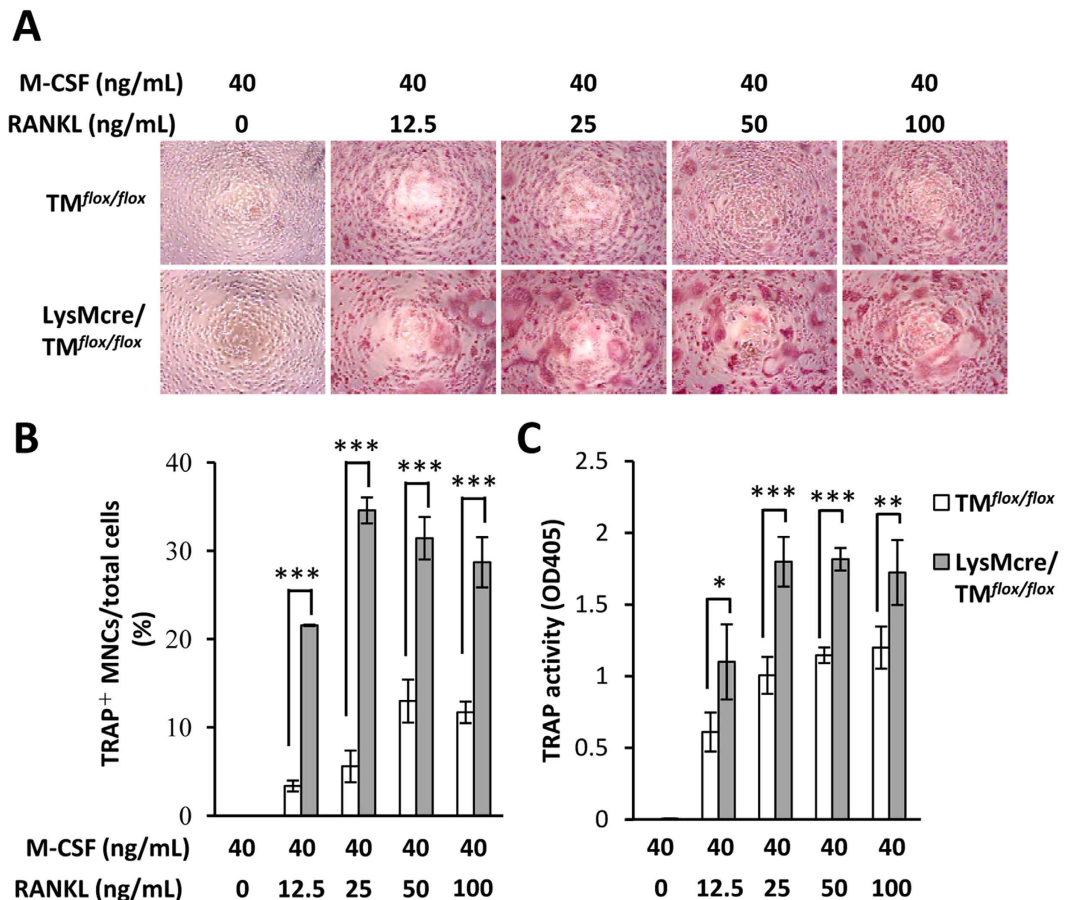 A
M-CSF (ng/mL) 40 40 40 40 40
RANKL (ng/mL) 0 12.5 25 50 100
TMflox/flox
LysMcre/
TMflox/flox
B
TRAP+ MNCs/total cells
(%)
40
30
20
10
0
***
***
***
***
M-CSF (ng/mL) 40 40 40 40 40
RANKL (ng/mL) 0 12.5 25 50 100
C
TRAP activity (OD405)
2.5
2
1.5
1
0.5
0
*
***
***
**
40 40 40 40 40
0 12.5 25 50 100
TMflox/flox
LysMcre/
TMflox/flox